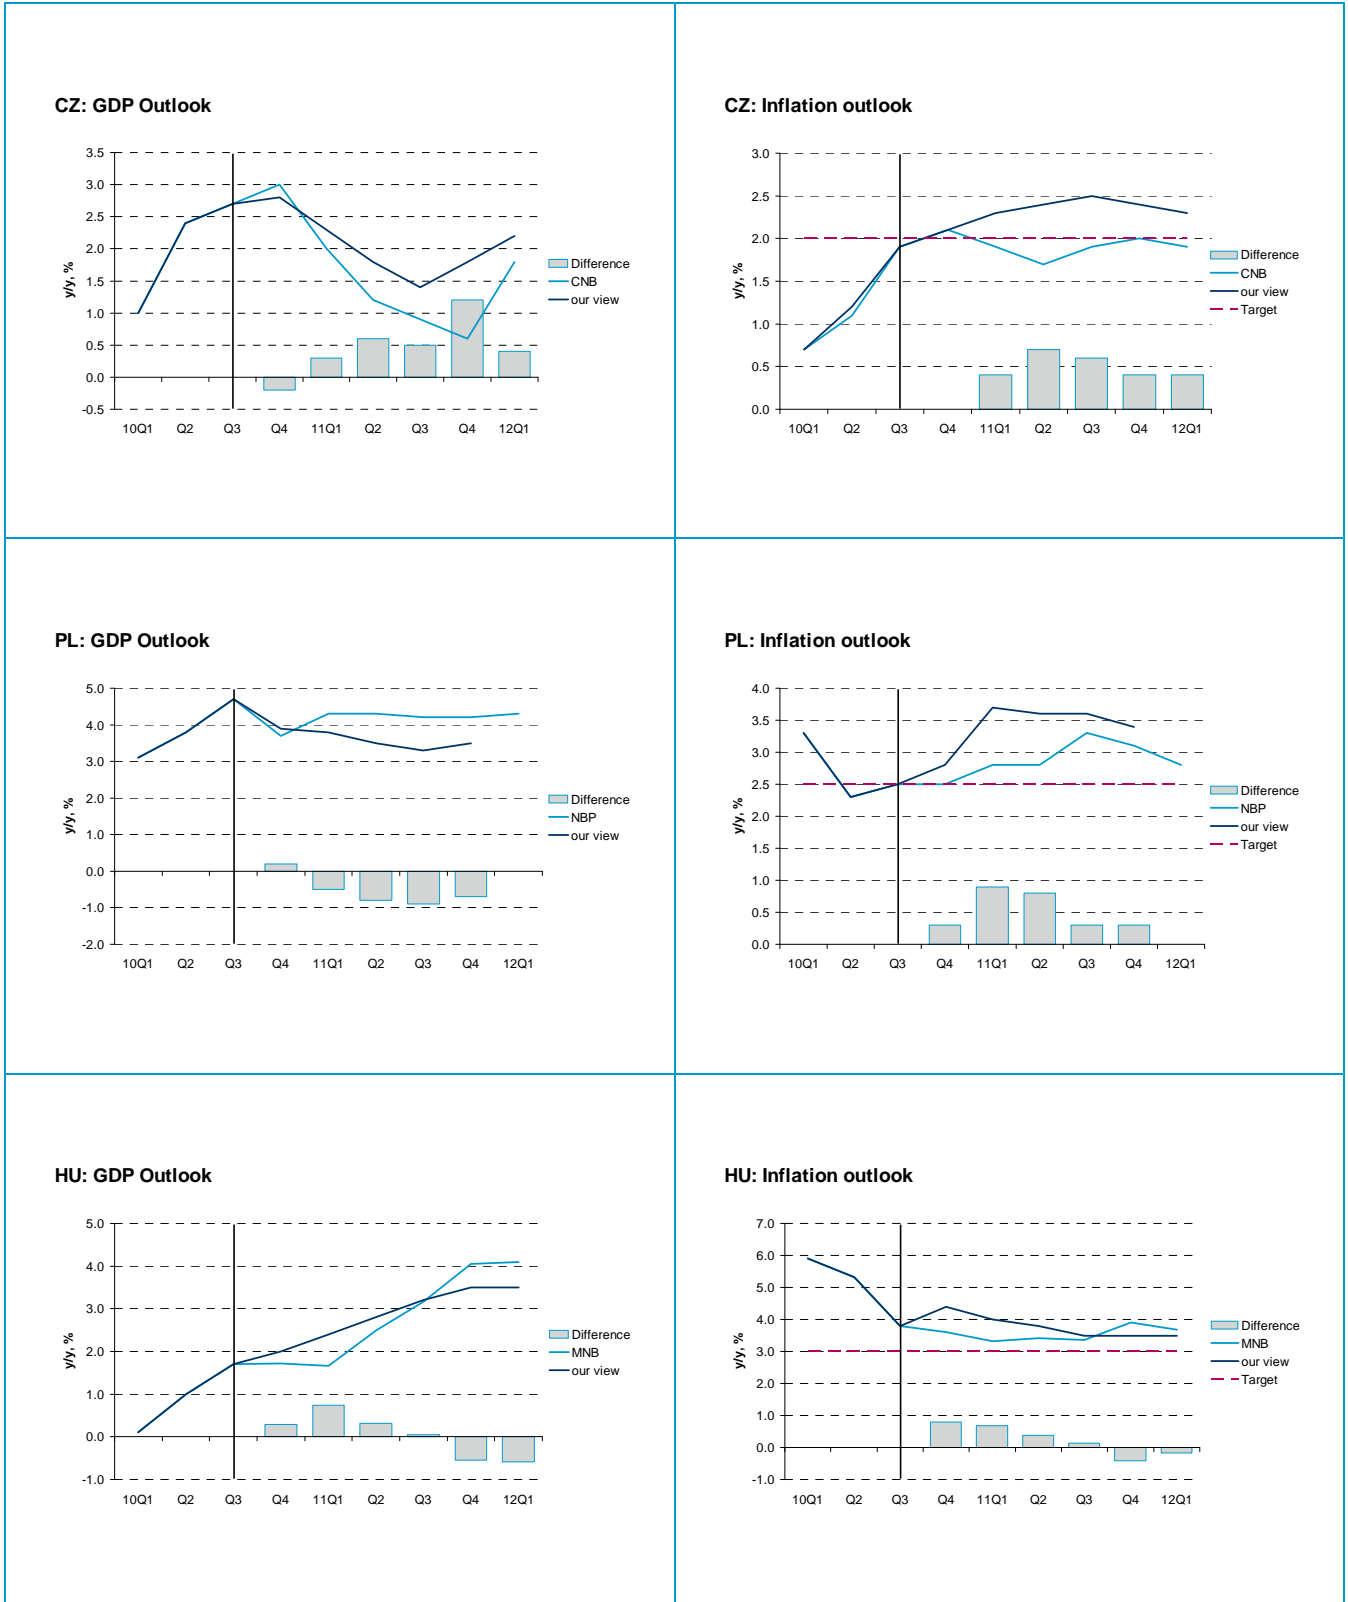 CZ: GDP Outlook
3.5
3.0
2.5
2.0
1.5
1.0
0.5
0.0
-0.5
y/y, %
10Q1 Q2 Q3 Q4 11Q1 Q2 Q3 Q4 12Q1
Difference
CNB
our view
CZ: Inflation outlook
3.0
2.5
2.0
1.5
1.0
0.5
0.0
y/y, %
10Q1 Q2 Q3 Q4 11Q1 Q2 Q3 Q4 12Q1
Difference
CNB
our view
Target
PL: GDP Outlook
5.0
4.0
3.0
2.0
1.0
0.0
-1.0
-2.0
y/y, %
10Q1 Q2 Q3 Q4 11Q1 Q2 Q3 Q4 12Q1
Difference
NBP
our view
PL: Inflation outlook
4.0
3.5
3.0
2.5
2.0
1.5
1.0
0.5
0.0
y/y, %
10Q1 Q2 Q3 Q4 11Q1 Q2 Q3 Q4 12Q1
Difference
NBP
our view
Target
HU: GDP Outlook
5.0
4.0
3.0
2.0
1.0
0.0
-1.0
y/y, %
10Q1 Q2 Q3 Q4 11Q1 Q2 Q3 Q4 12Q1
Difference
MNB
our view
HU: Inflation outlook
7.0
6.0
5.0
4.0
3.0
2.0
1.0
0.0
-1.0
y/y, %
10Q1 Q2 Q3 Q4 11Q1 Q2 Q3 Q4 12Q1
Difference
MNB
our view
Target